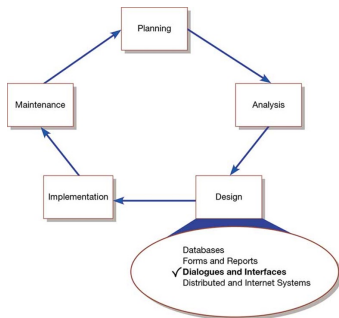 Planning
Maintenance
Analysis
Implementation
Design
Databases
Forms and Reports
✓Dialogues and Interfaces
Distributed and Internet Systems